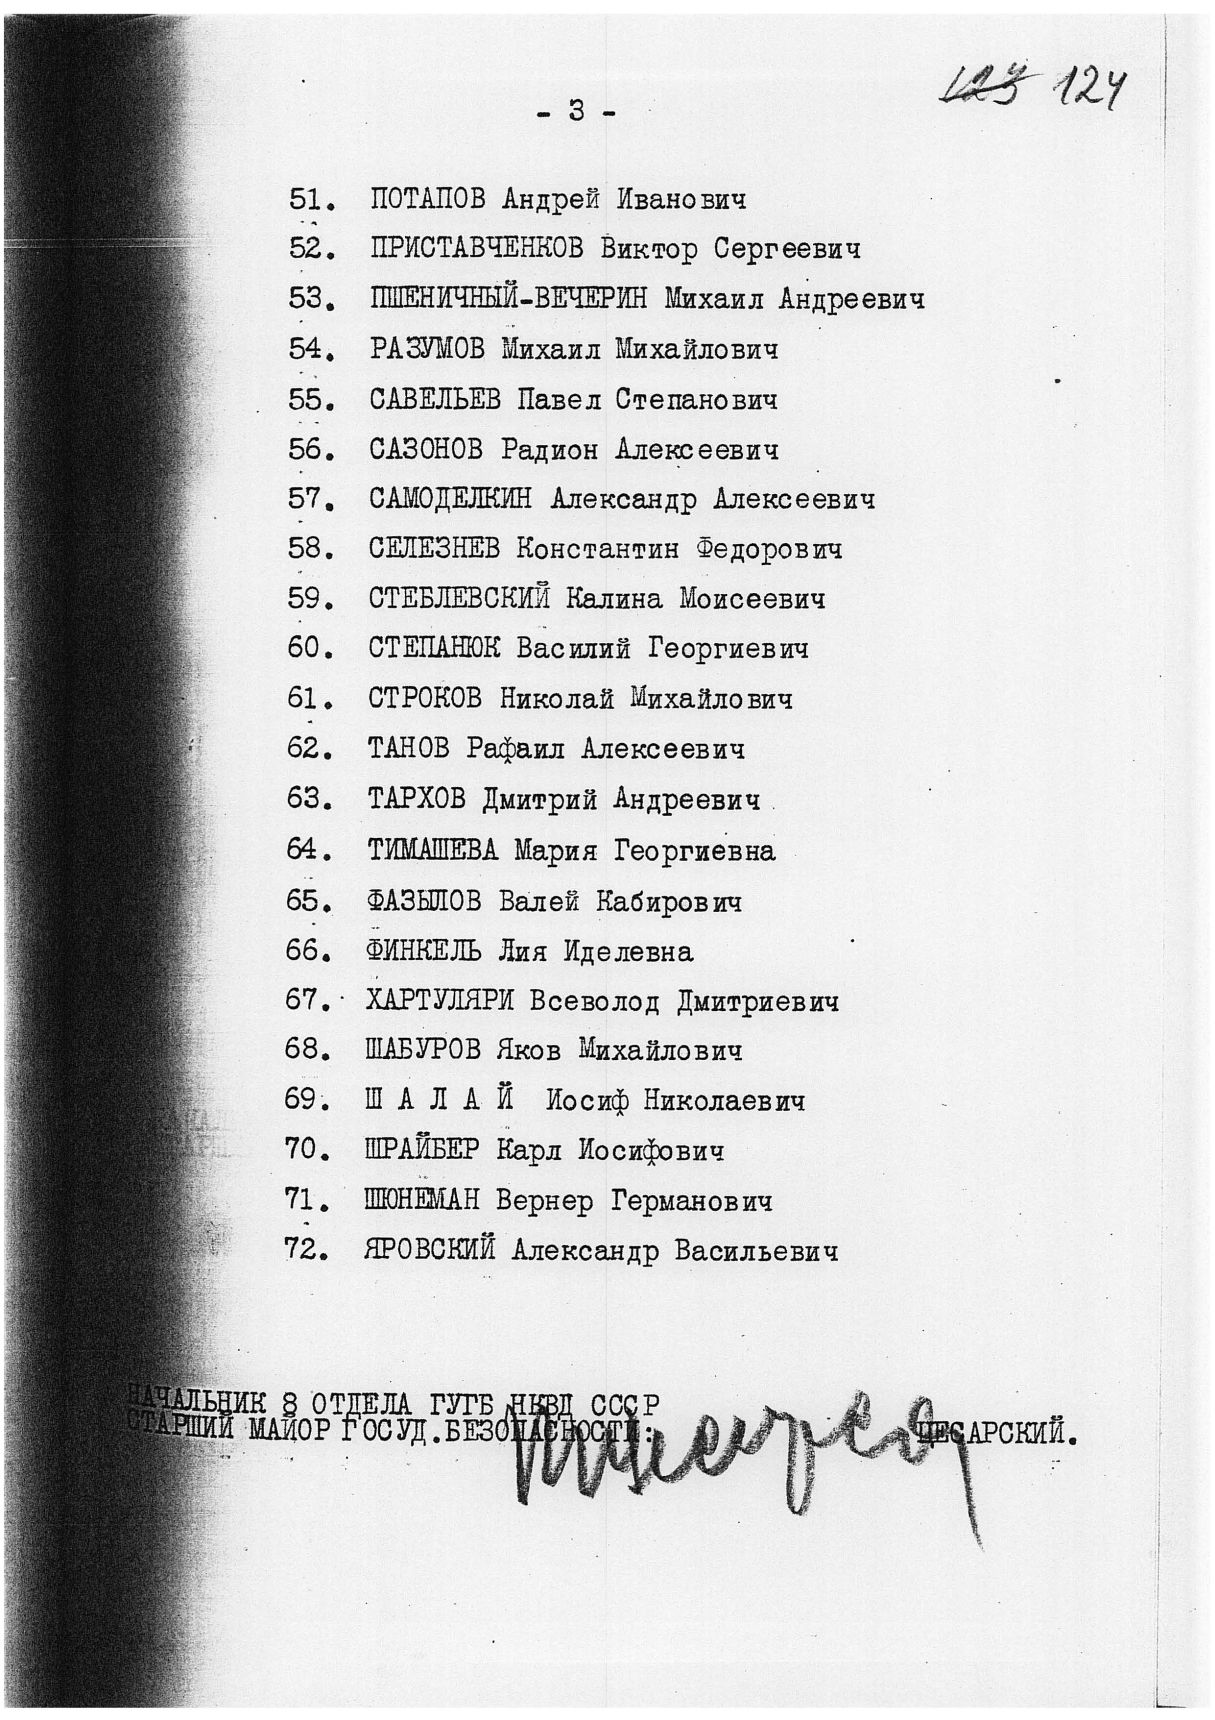 124
- 3 -
51. ПОТАПОВ Андрей Иванович
52. ПРИСТАВЧЕНКОВ Виктор Сергеевич
53. ПШЕНИЧНЫЙ-ВЕЧЕРИН Михаил Андреевич
54. РАЗУМОВ Михаил Михайлович
55. САВЕЛЬЕВ Павел Степанович
56. САЗОНОВ Радион Алексеевич
57. САМОДЕЛКИН Александр Алексеевич
58. СЕЛЕЗНЕВ Константин Федорович
59. СТЕБЛЕВСКИЙ Калина Моисеевич
60. СТЕПАНЮК Василий Георгиевич
61. СТРОКОВ Николай Михайлович
62. ТАНОВ Рафаил Алексеевич
63. ТАРХОВ Дмитрий Андреевич
64. ТИМАШЕВА Мария Георгиевна
65. ФАЗЫЛОВ Валей Кабирович
66. ФИНКЕЛЬ Лия Иделевна
67. ХАРТУЛЯРИ Всеволод Дмитриевич
68. ШАБУРОВ Яков Михайлович
69. Ш А Л А Й Иосиф Николаевич
70. ШРАЙБЕР Карл Иосифович
71. ШЮНЕМАН Вернер Германович
72. ЯРОВСКИЙ Александр Васильевич
НАЧАЛЬНИК 8 ОТДЕЛА ГУГБ НКВД СССР
СТАРШИЙ МАЙОР ГОСУД.БЕЗОПАСНОСТИ: ЦЕСАРСКИЙ.